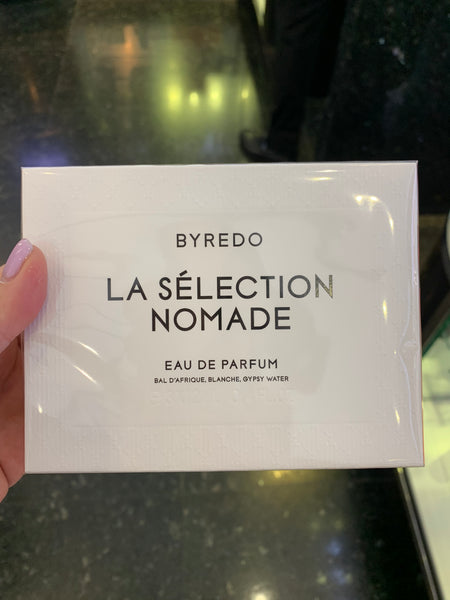 BYREDO
LA SÉLECTION
NOMADE
EAU DE PARFUM
BAL D'AFRIQUE, BLANCHE, GYPSY WATER